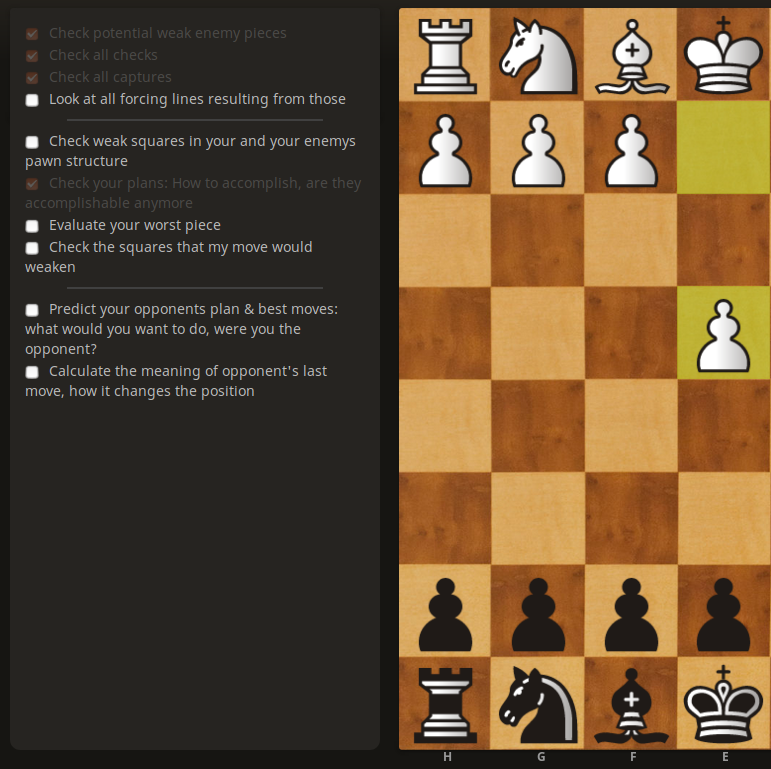 Check potential weak enemy pieces
Check all checks
Check all captures
Look at all forcing lines resulting from those
Check weak squares in your and your enemys
pawn structure
Check your plans: How to accomplish, are they
accomplishable anymore
Evaluate your worst piece
Check the squares that my move would
weaken
Predict your opponents plan & best moves:
what would you want to do, were you the
opponent?
Calculate the meaning of opponent's last
move, how it changes the position
H G F E